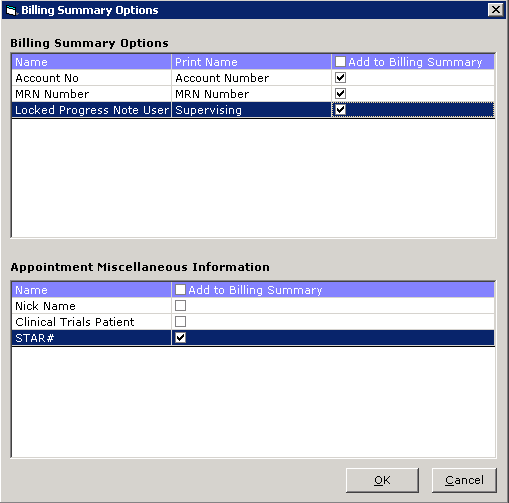 Billing Summary Options
Billing Summary Options
Name Print Name Add to Billing Summary
Account No Account Number
MRN Number MRN Number
Locked Progress Note User Supervising
Appointment Miscellaneous Information
Name Add to Billing Summary
Nick Name
Clinical Trials Patient
STAR#
OK Cancel